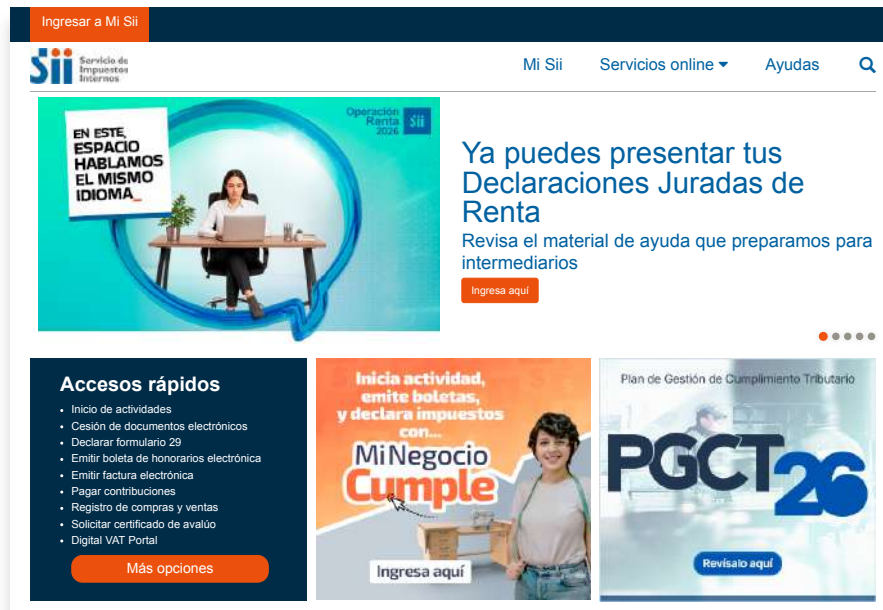 Ingresar a Mi Sii
Sii Servicio de
Impuestos
Internos
Mi Sii
Servicios online
Ayudas
EN ESTE
ESPACIO
HABLAMOS
EL MISMO
IDIOMA_
Operación
Renta
2026
Sii
Ya puedes presentar tus
Declaraciones Juradas de
Renta
Revisa el material de ayuda que preparamos para
intermediarios
Ingresa aquí
Accesos rápidos
Inicio de actividades
Cesión de documentos electrónicos
Declarar formulario 29
Emitir boleta de honorarios electrónica
Emitir factura electrónica
Pagar contribuciones
Registro de compras y ventas
Solicitar certificado de avalúo
Digital VAT Portal
Más opciones
Inicia actividad,
emite boletas,
y declara impuestos
con...
Mi Negocio
Cumple
Ingresa aquí
Plan de Gestión de Cumplimiento Tributario
PGCT26
Revísalo aquí